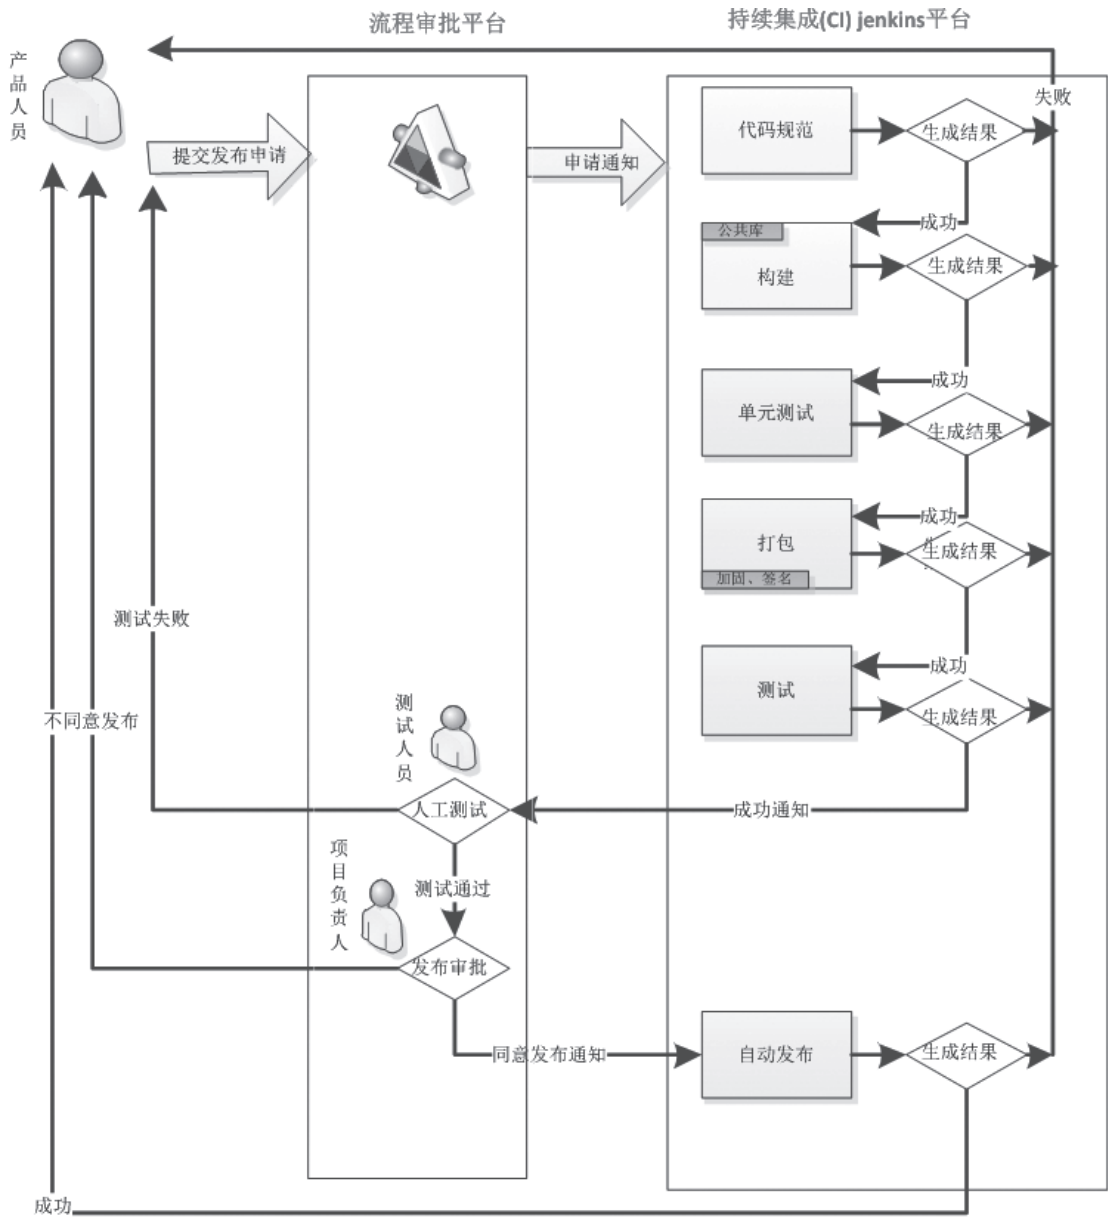 流程审批平台
持续集成(CI) jenkins平台
产品人员
失败
提交发布申请
申请通知
代码规范
生成结果
成功
公共库
构建
生成结果
成功
单元测试
生成结果
成功
打包
加固、签名
生成结果
测试失败
成功
测试
生成结果
不同意发布
测试人员
人工测试
成功通知
项目负责人
测试通过
发布审批
同意发布通知
自动发布
生成结果
成功